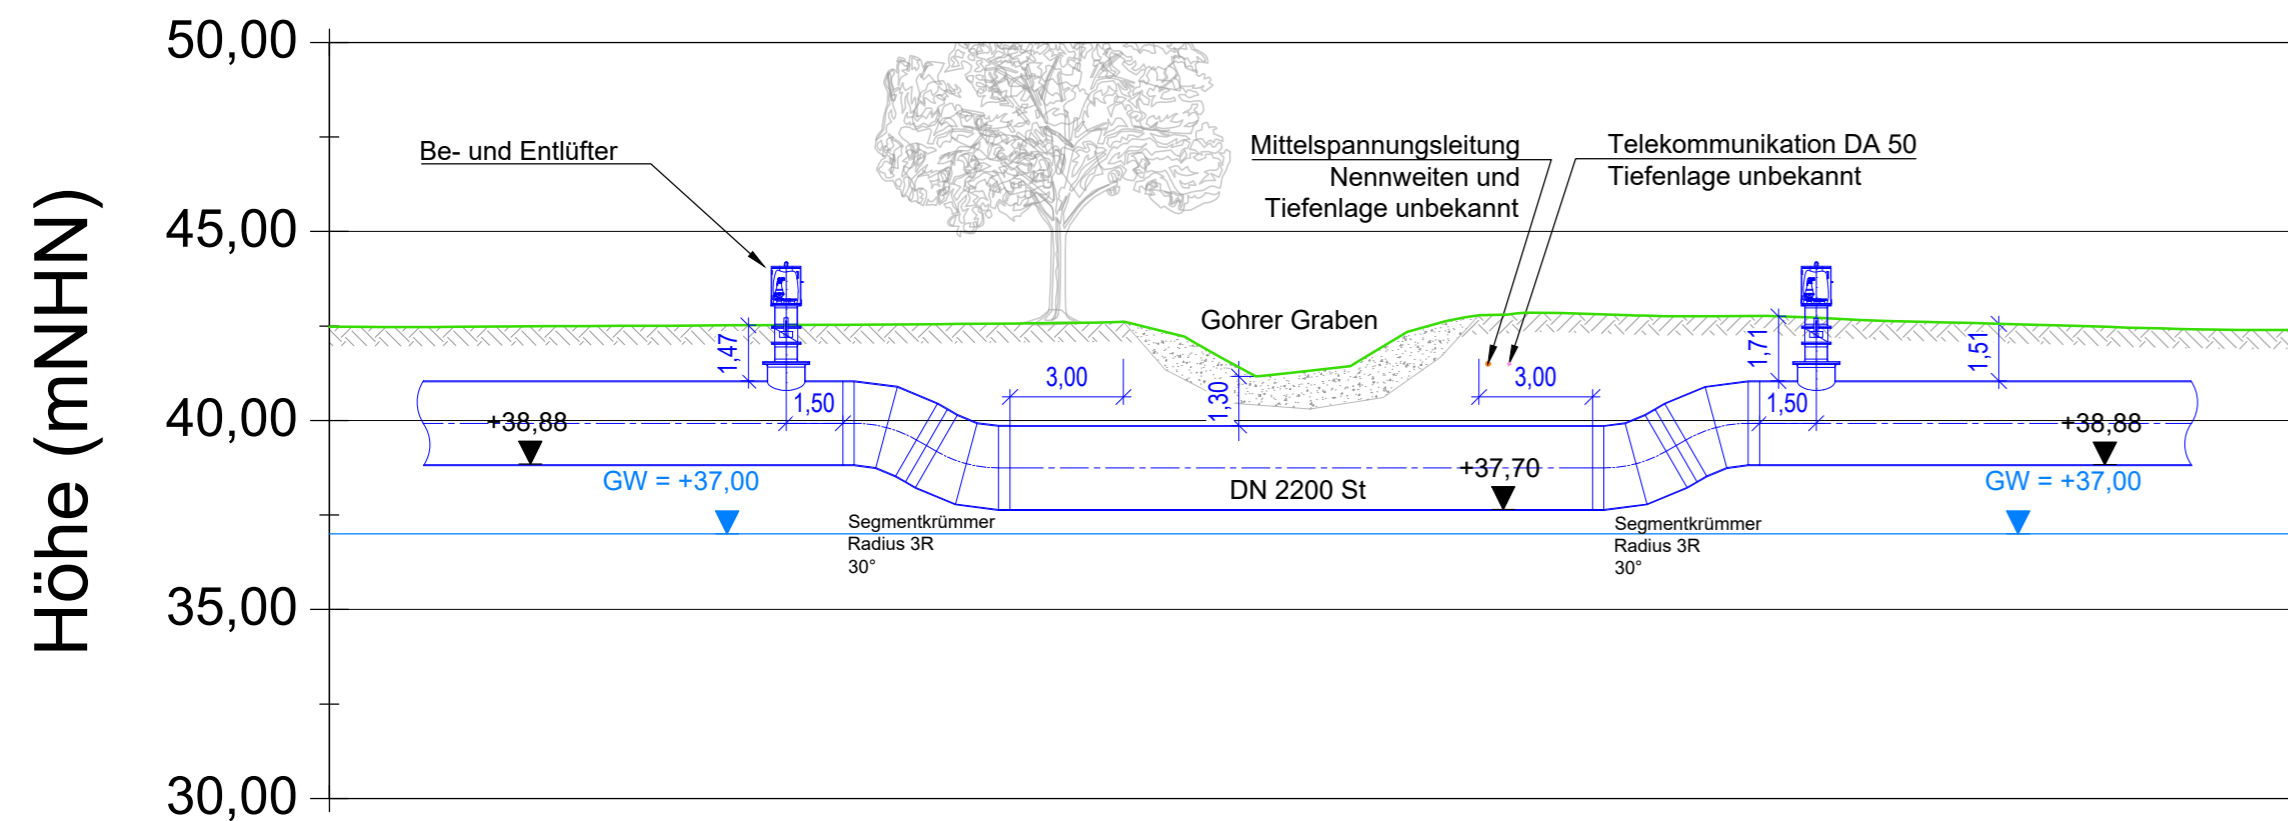 Höhe (mNHN)
50,00
45,00
40,00
35,00
30,00
Be- und Entlüfter
Mittelspannungsleitung
Nennweiten und
Tiefenlage unbekannt
Telekommunikation DA 50
Tiefenlage unbekannt
Gohrer Graben
1,47
1,50
3,00
1,30
3,00
1,71
1,50
1,51
+38,88
GW = +37,00
DN 2200 St
+37,70
+38,88
GW = +37,00
Segmentkrümmer
Radius 3R
30°
Segmentkrümmer
Radius 3R
30°